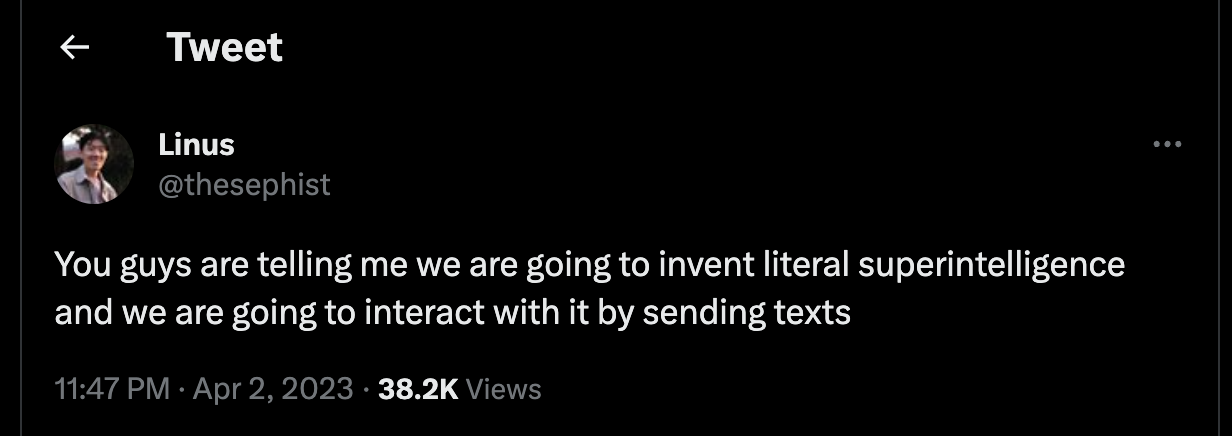 Tweet
Linus
@thesephist
You guys are telling me we are going to invent literal superintelligence
and we are going to interact with it by sending texts
11:47 PM · Apr 2, 2023 · 38.2K Views